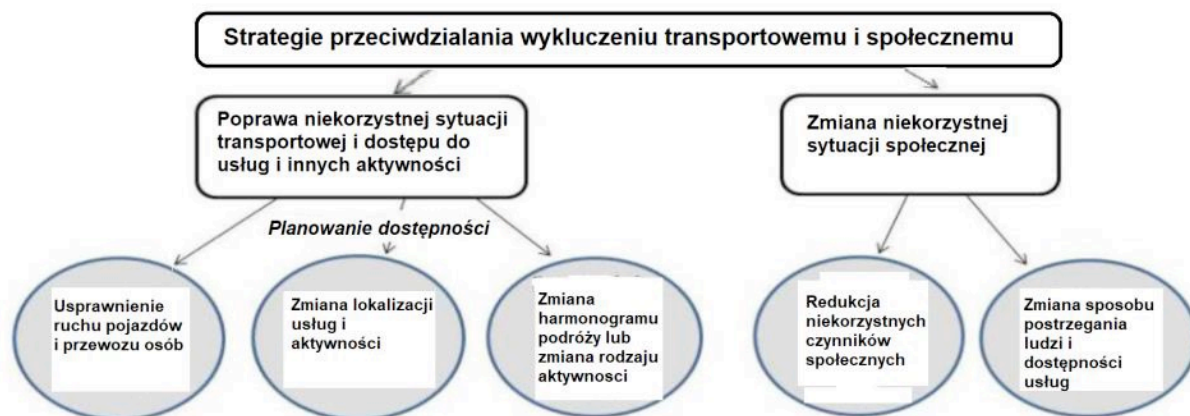 Strategie przeciwdzialania wykluczeniu transportowemu i społecznemu
Poprawa niekorzystnej sytuacji
transportowej i dostępu do
usług i innych aktywności
Zmiana niekorzystnej
sytuacji społecznej
Planowanie dostępności
Usprawnienie
ruchu pojazdów
i przewozu osób
Zmiana lokalizacji
usług i
aktywności
Zmiana
harmonogramu
podróży lub
zmiana rodzaju
aktywnosci
Redukcja
niekorzystnych
czynników
społecznych
Zmiana sposobu
postrzegania
ludzi i
dostępności
usług